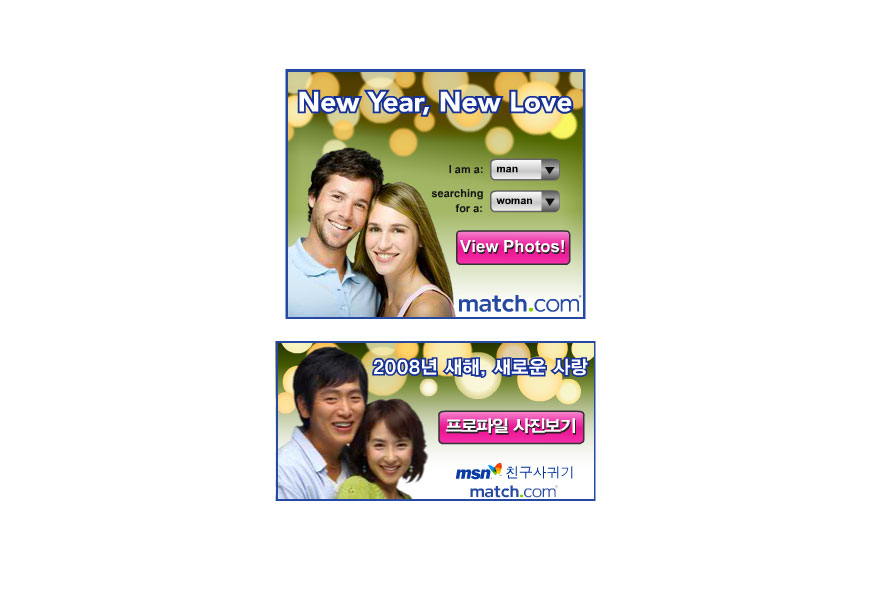 New Year, New Love
I am a: man
searching
for a: woman
View Photos!
match.com
2008년 새해, 새로운 사랑
프로파일 사진보기
msn 친구사귀기
match.com